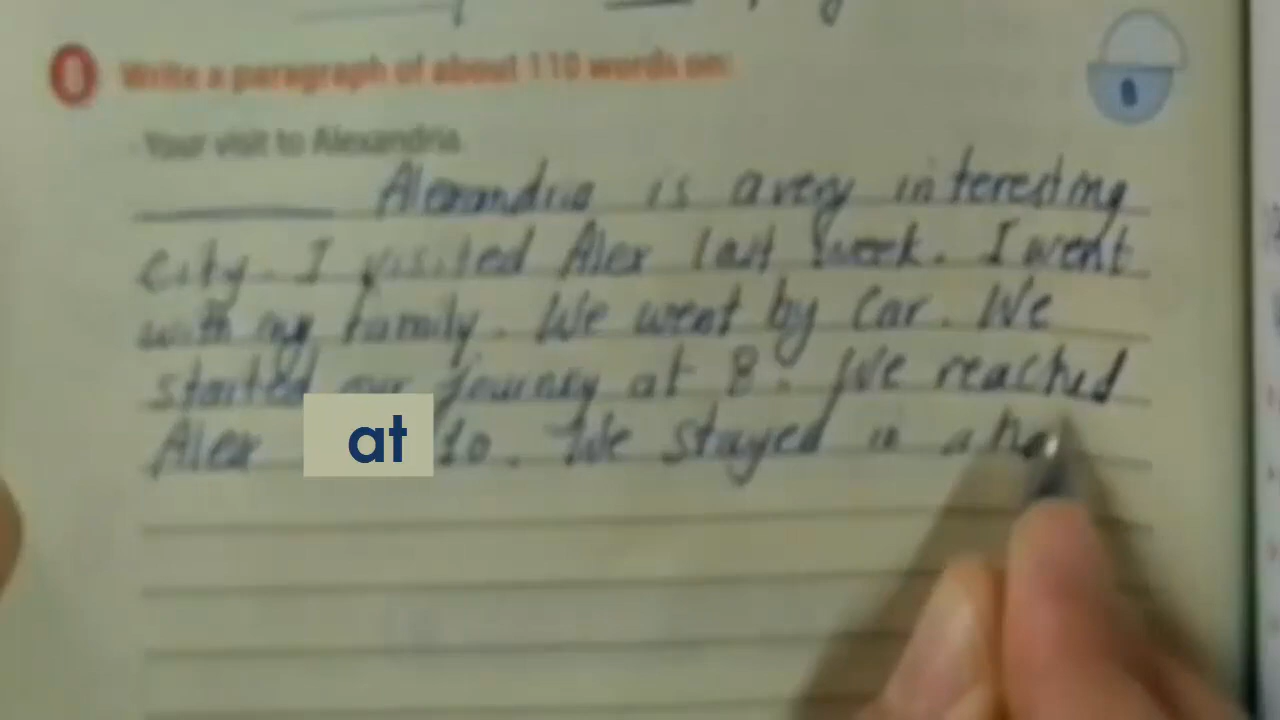 Write a paragraph of about 110 words on:
- Your visit to Alexandria.
Alexandria is a very interesting
city. I visited Alex last week. I went
with my family. We went by car. We
started our journey at 8. We reached
Alex at 10. We stayed in a ho